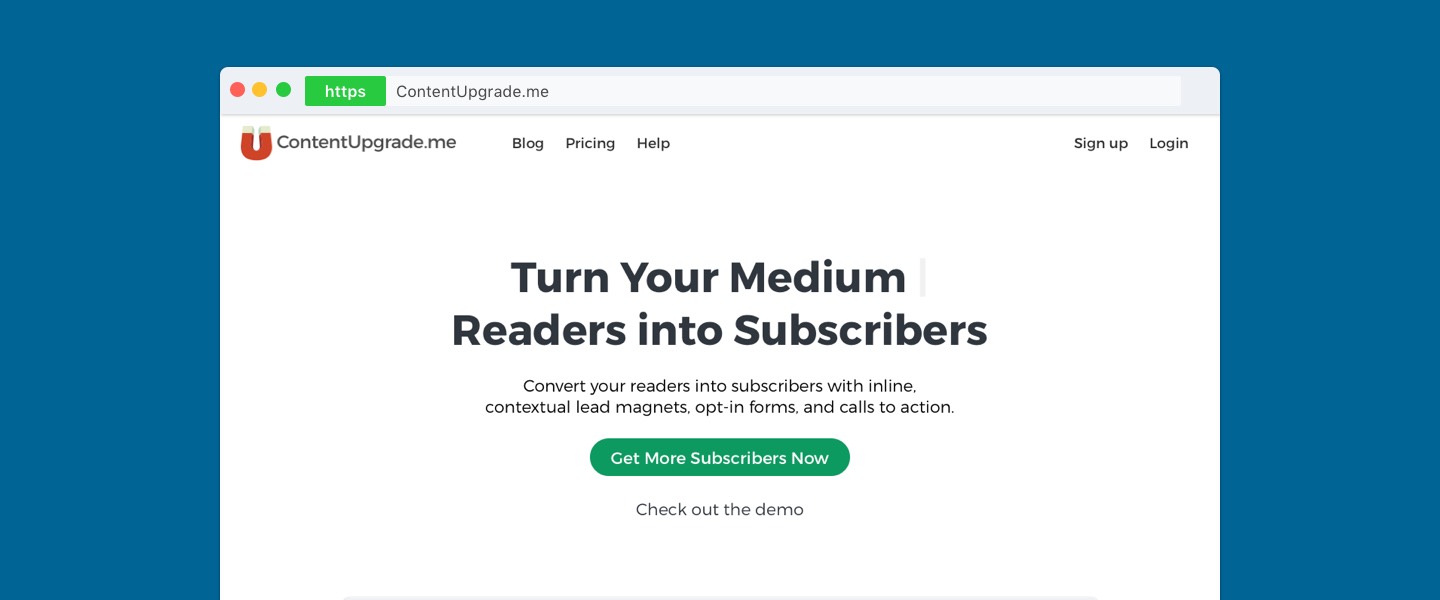 https ContentUpgrade.me
ContentUpgrade.me Blog Pricing Help Sign up Login
Turn Your Medium
Readers into Subscribers
Convert your readers into subscribers with inline,
contextual lead magnets, opt-in forms, and calls to action.
Get More Subscribers Now
Check out the demo